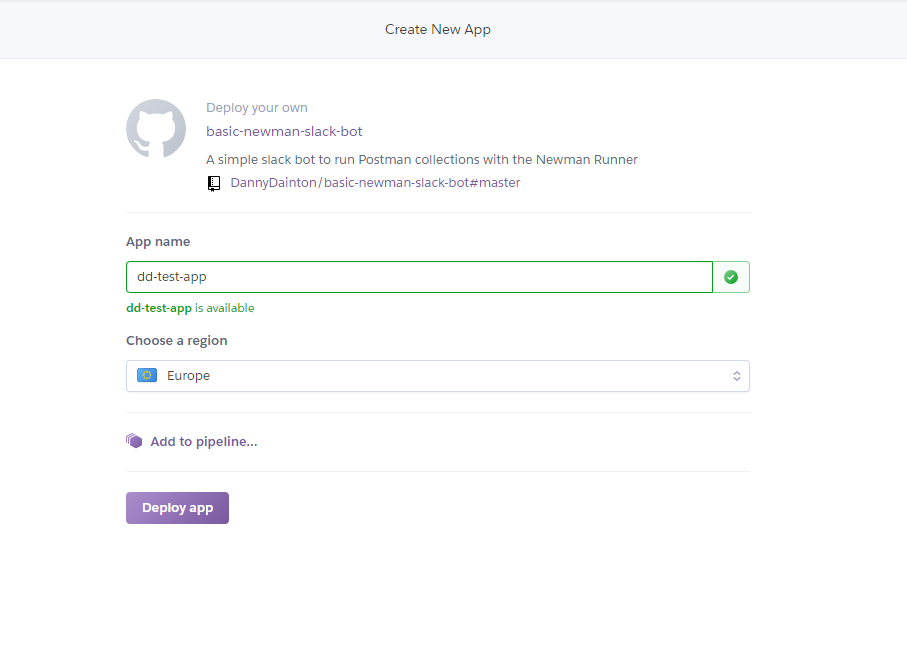 Create New App
Deploy your own
basic-newman-slack-bot
A simple slack bot to run Postman collections with the Newman Runner
DannyDainton/basic-newman-slack-bot#master
App name
dd-test-app
dd-test-app is available
Choose a region
Europe
Add to pipeline...
Deploy app